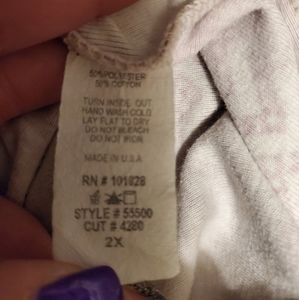 50% POLYESTER
50% COTTON
TURN INSIDE OUT
HAND WASH COLD
LAY FLAT TO DRY
DO NOT BLEACH
DO NOT IRON
MADE IN U.S.A
RN # 101828
STYLE # 55500
CUT # 4280
2X